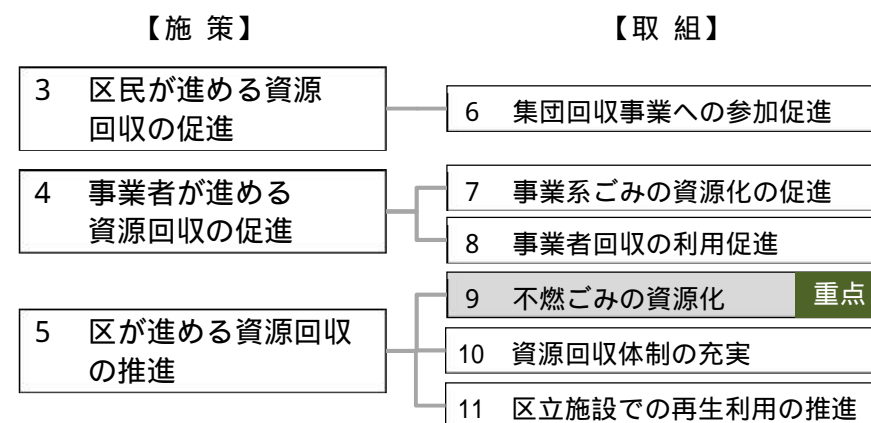 【施 策】
【取 組】
3 区民が進める資源
回収の促進
6 集団回収事業への参加促進
4 事業者が進める
資源回収の促進
7 事業系ごみの資源化の促進
8 事業者回収の利用促進
5 区が進める資源回収
の推進
9 不燃ごみの資源化 重点
10 資源回収体制の充実
11 区立施設での再生利用の推進